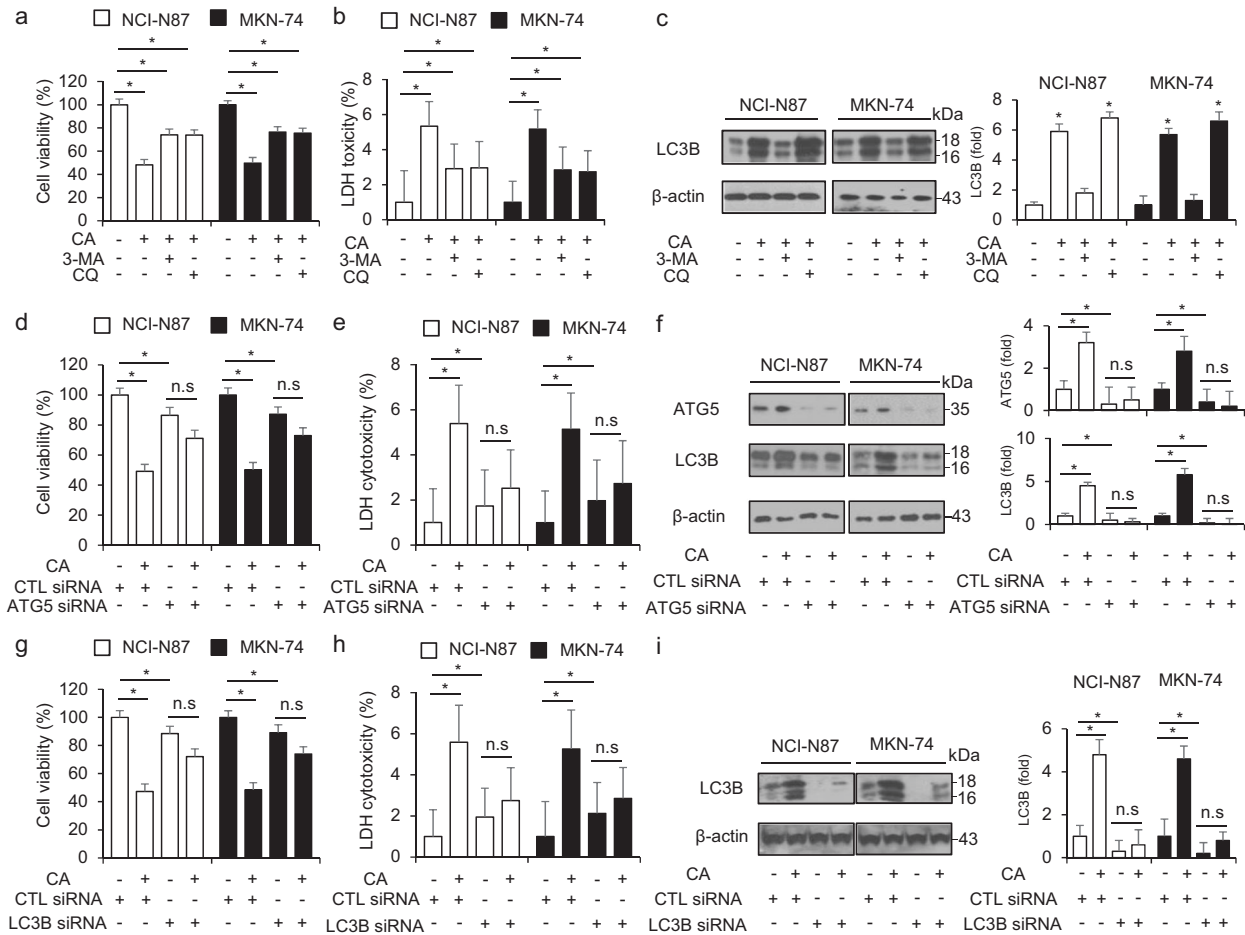 a
NCI-N87 MKN-74
Cell viability (%)
120
100
80
60
40
20
0
* * * * * *
CA - + + + - + + +
3-MA + +
CQ + +
b
NCI-N87 MKN-74
LDH toxicity (%)
8
6
4
2
0
* * * * * *
CA - + + + - + + +
3-MA + +
CQ + +
c
NCI-N87 MKN-74
kDa
LC3B
-18
-16
β-actin
-43
CA - + + + - + + +
3-MA + +
CQ + +
NCI-N87 MKN-74
LC3B (fold)
8
6
4
2
0
* * * *
CA - + + + - + + +
3-MA + +
CQ + +
d
NCI-N87 MKN-74
Cell viability (%)
120
100
80
60
40
20
0
* * n.s * * n.s
CA - + - + - + - +
CTL siRNA + + - - + + - -
ATG5 siRNA - - + + - - + +
e
NCI-N87 MKN-74
LDH cytotoxicity (%)
8
6
4
2
0
* * n.s * * n.s
CA - + - + - + - +
CTL siRNA + + - - + + - -
ATG5 siRNA - - + + - - + +
f
NCI-N87 MKN-74
kDa
ATG5
-35
LC3B
-18
-16
β-actin
-43
CA - + - + - + - +
CTL siRNA + + - - + + - -
ATG5 siRNA - - + + - - + +
NCI-N87 MKN-74
ATG5 (fold)
4
2
0
* * n.s * * n.s
LC3B (fold)
10
8
6
4
2
0
* * n.s * * n.s
CA - + - + - + - +
CTL siRNA + + - - + + - -
ATG5 siRNA - - + + - - + +
g
NCI-N87 MKN-74
Cell viability (%)
120
100
80
60
40
20
0
* * n.s * * n.s
CA - + - + - + - +
CTL siRNA + + - - + + - -
LC3B siRNA - - + + - - + +
h
NCI-N87 MKN-74
LDH cytotoxicity (%)
8
6
4
2
0
* * n.s * * n.s
CA - + - + - + - +
CTL siRNA + + - - + + - -
LC3B siRNA - - + + - - + +
i
NCI-N87 MKN-74
kDa
LC3B
-18
-16
β-actin
-43
CA - + - + - + - +
CTL siRNA + + - - + + - -
LC3B siRNA - - + + - - + +
NCI-N87 MKN-74
LC3B (fold)
6
4
2
0
* * n.s * * n.s
CA - + - + - + - +
CTL siRNA + + - - + + - -
LC3B siRNA - - + + - - + +